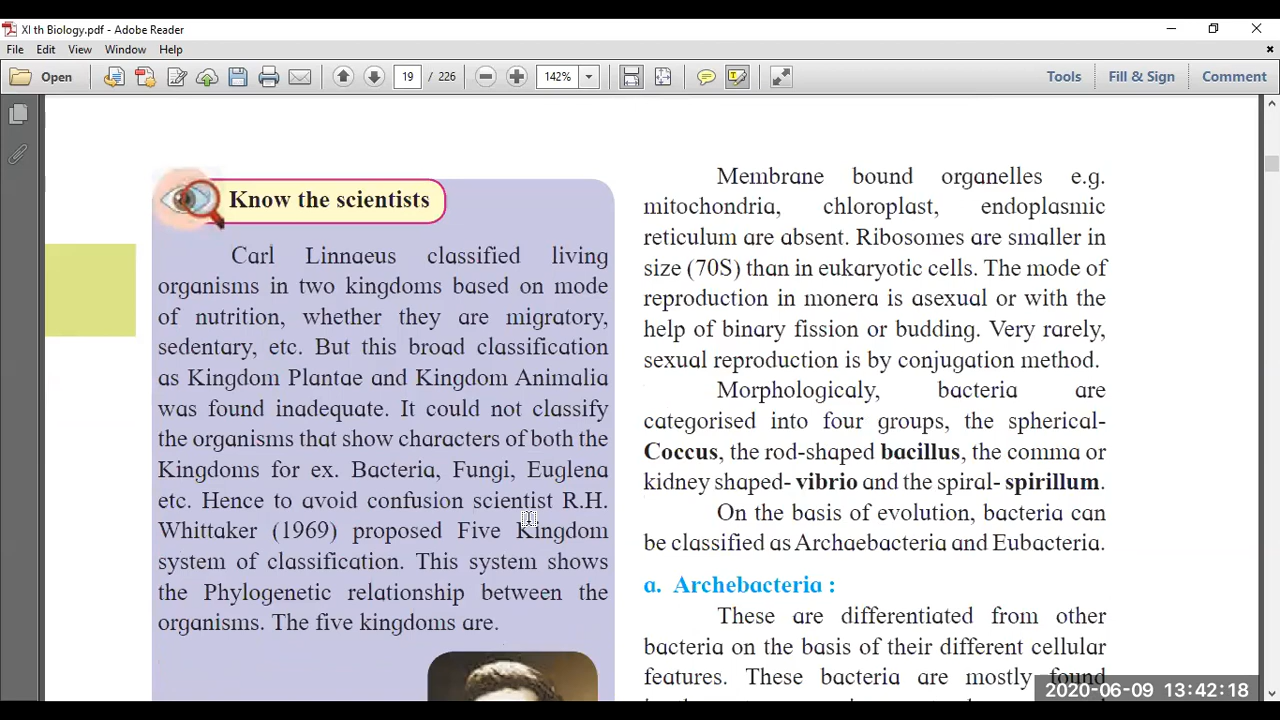 XI th Biology.pdf - Adobe Reader
File Edit View Window Help
Open 19 / 226 142% Tools Fill & Sign Comment
Know the scientists
Carl Linnaeus classified living
organisms in two kingdoms based on mode
of nutrition, whether they are migratory,
sedentary, etc. But this broad classification
as Kingdom Plantae and Kingdom Animalia
was found inadequate. It could not classify
the organisms that show characters of both the
Kingdoms for ex. Bacteria, Fungi, Euglena
etc. Hence to avoid confusion scientist R.H.
Whittaker (1969) proposed Five Kingdom
system of classification. This system shows
the Phylogenetic relationship between the
organisms. The five kingdoms are.
Membrane bound organelles e.g.
mitochondria, chloroplast, endoplasmic
reticulum are absent. Ribosomes are smaller in
size (70S) than in eukaryotic cells. The mode of
reproduction in monera is asexual or with the
help of binary fission or budding. Very rarely,
sexual reproduction is by conjugation method.
Morphologicaly, bacteria are
categorised into four groups, the spherical-
Coccus, the rod-shaped bacillus, the comma or
kidney shaped- vibrio and the spiral- spirillum.
On the basis of evolution, bacteria can
be classified as Archaebacteria and Eubacteria.
a. Archebacteria :
These are differentiated from other
bacteria on the basis of their different cellular
features. These bacteria are mostly found
2020-06-09 13:42:18